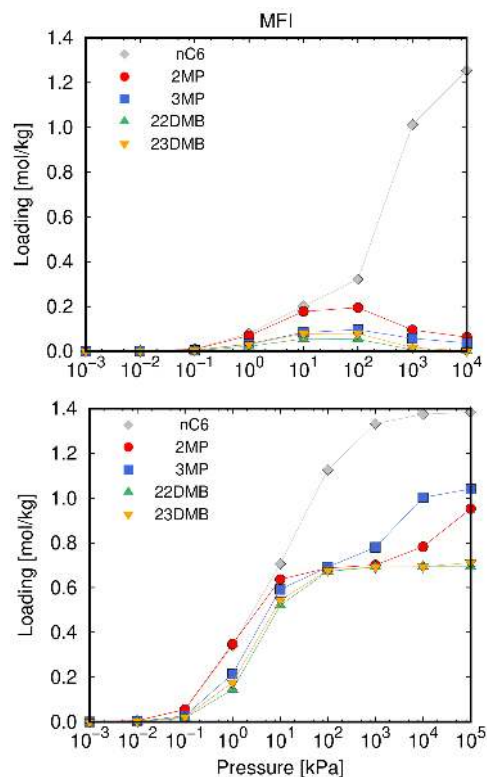 MFI
Loading [mol/kg]
1.4
1.2
1.0
0.8
0.6
0.4
0.2
0.0
nC6
2MP
3MP
22DMB
23DMB
10⁻³ 10⁻² 10⁻¹ 10⁰ 10¹ 10² 10³ 10⁴
Loading [mol/kg]
1.4
1.2
1.0
0.8
0.6
0.4
0.2
0.0
nC6
2MP
3MP
22DMB
23DMB
10⁻³ 10⁻² 10⁻¹ 10⁰ 10¹ 10² 10³ 10⁴ 10⁵
Pressure [kPa]